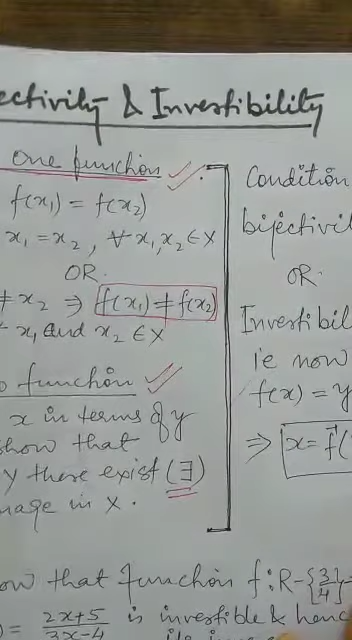 ectivity & Investibility
one function
f(x₁) = f(x₂)
x₁ = x₂, ∀ x₁, x₂ ∈ X
OR.
≠ x₂ ⇒ f(x₁) ≠ f(x₂)
x₁ and x₂ ∈ X
o function
x in terms of y
show that
y there exist (∃)
mage in X.
Condition
bijectivi
OR.
Investibil
ie now
f(x) = y
⇒ x = f
ow that function f: R-{3/4}
) = 2x+5/3x-4 is investible & henc
its